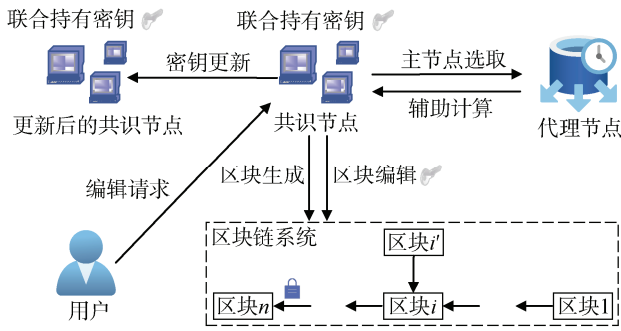 联合持有密钥
联合持有密钥
密钥更新
主节点选取
辅助计算
更新后的共识节点
共识节点
代理节点
区块生成
区块编辑
编辑请求
用户
区块链系统
区块i′
区块n
区块i
区块1